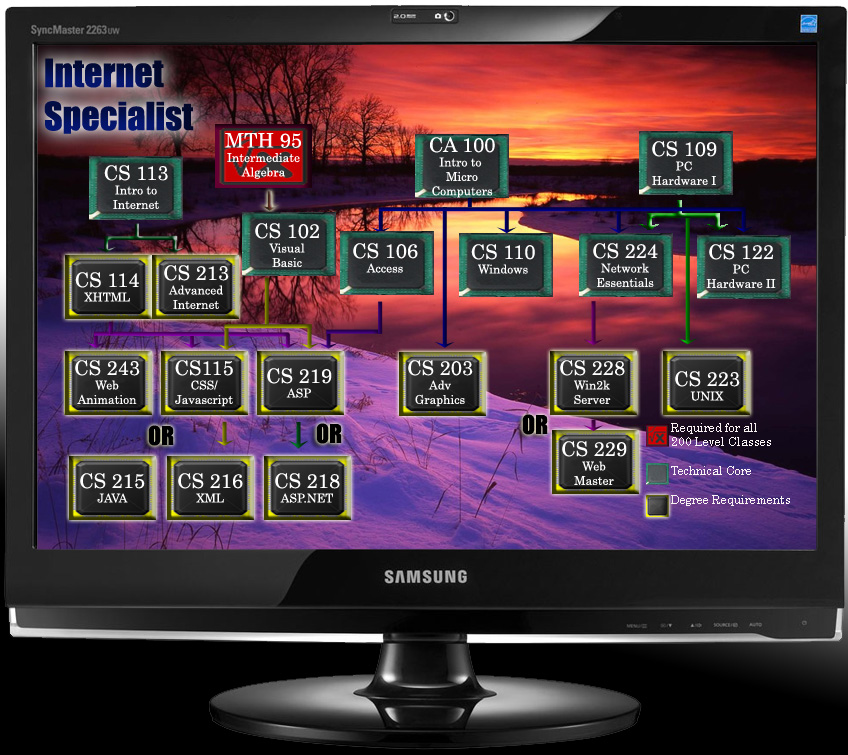 SyncMaster 2263UW
2.0
Internet
Specialist
MTH 95
Intermediate
Algebra
CA 100
Intro to
Micro
Computers
CS 109
PC
Hardware I
CS 113
Intro to
Internet
CS 102
Visual
Basic
CS 106
Access
CS 110
Windows
CS 224
Network
Essentials
CS 122
PC
Hardware II
CS 114
XHTML
CS 213
Advanced
Internet
CS 243
Web
Animation
CS115
CSS/
Javascript
CS 219
ASP
CS 203
Adv
Graphics
CS 228
Win2k
Server
CS 223
UNIX
OR
OR
OR
CS 229
Web
Master
Required for all
200 Level Classes
Technical Core
Degree Requirements
CS 215
JAVA
CS 216
XML
CS 218
ASP.NET
SAMSUNG
AUTO